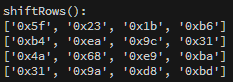 shiftRows():
['0x5f', '0x23', '0x1b', '0xb6']
['0xb4', '0xea', '0x9c', '0x31']
['0x4a', '0x68', '0xe9', '0xba']
['0x31', '0x9a', '0xd8', '0xbd']